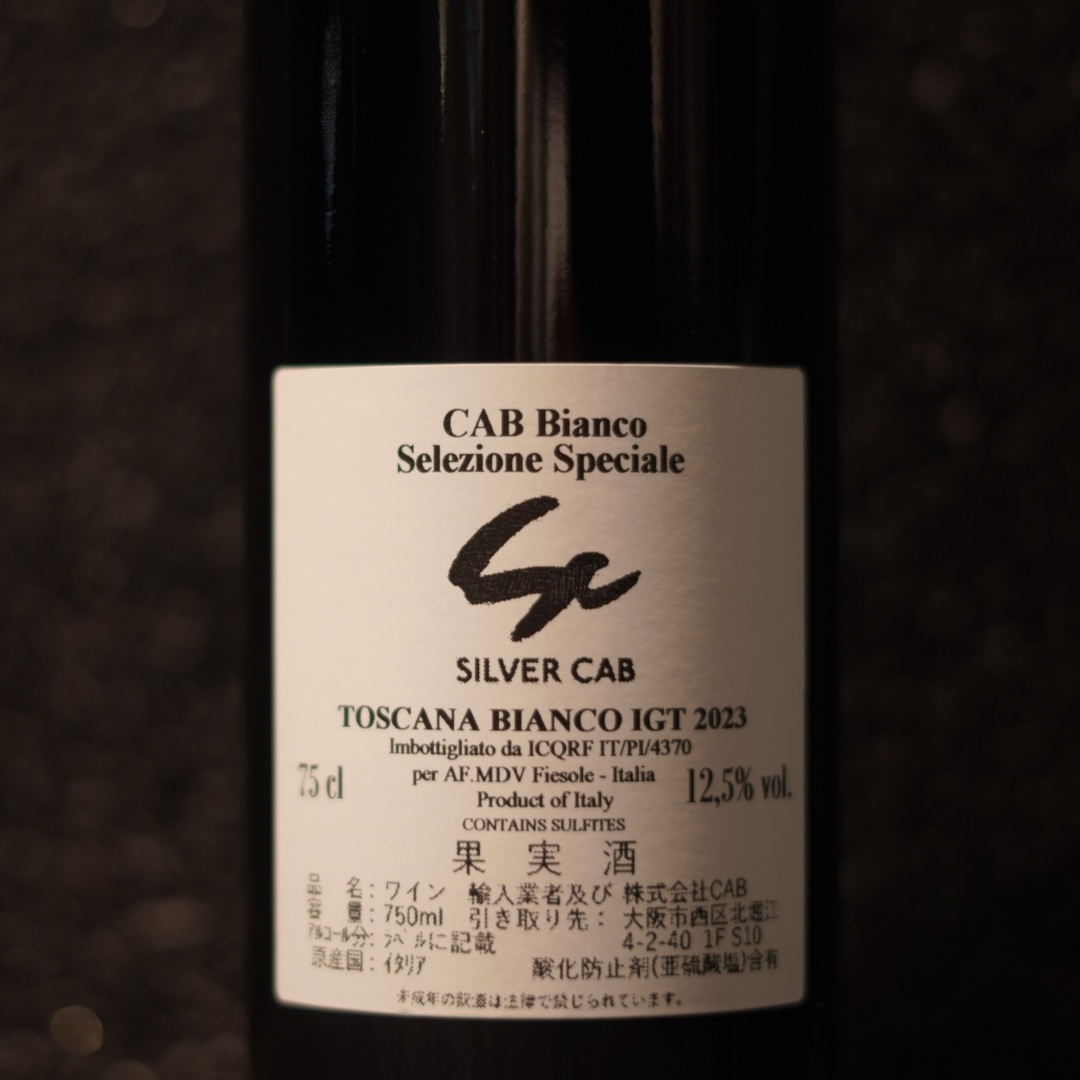 CAB Bianco
Selezione Speciale
Sc
SILVER CAB
TOSCANA BIANCO IGT 2023
Imbottigliato da ICQRF IT/PI/4370
75 cl per AF.MDV Fiesole - Italia 12,5% vol.
Product of Italy
CONTAINS SULFITES
果 実 酒
品 名：ワイン 輸入業者及び 株式会社CAB
容 量：750ml 引き取り先： 大阪市西区北堀江
アルコール分：ラベルに記載 4-2-40 1F S10
原産国：イタリア 酸化防止剤(亜硫酸塩)含有
未成年の飲酒は法律で禁じられています。